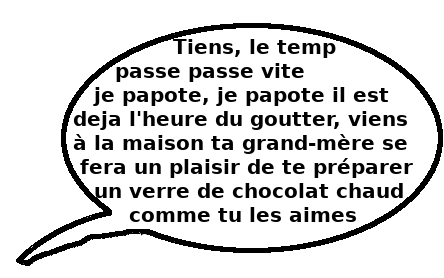 Tiens, le temp
passe passe vite
je papote, je papote il est
deja l'heure du goutter, viens
à la maison ta grand-mère se
fera un plaisir de te préparer
un verre de chocolat chaud
comme tu les aimes